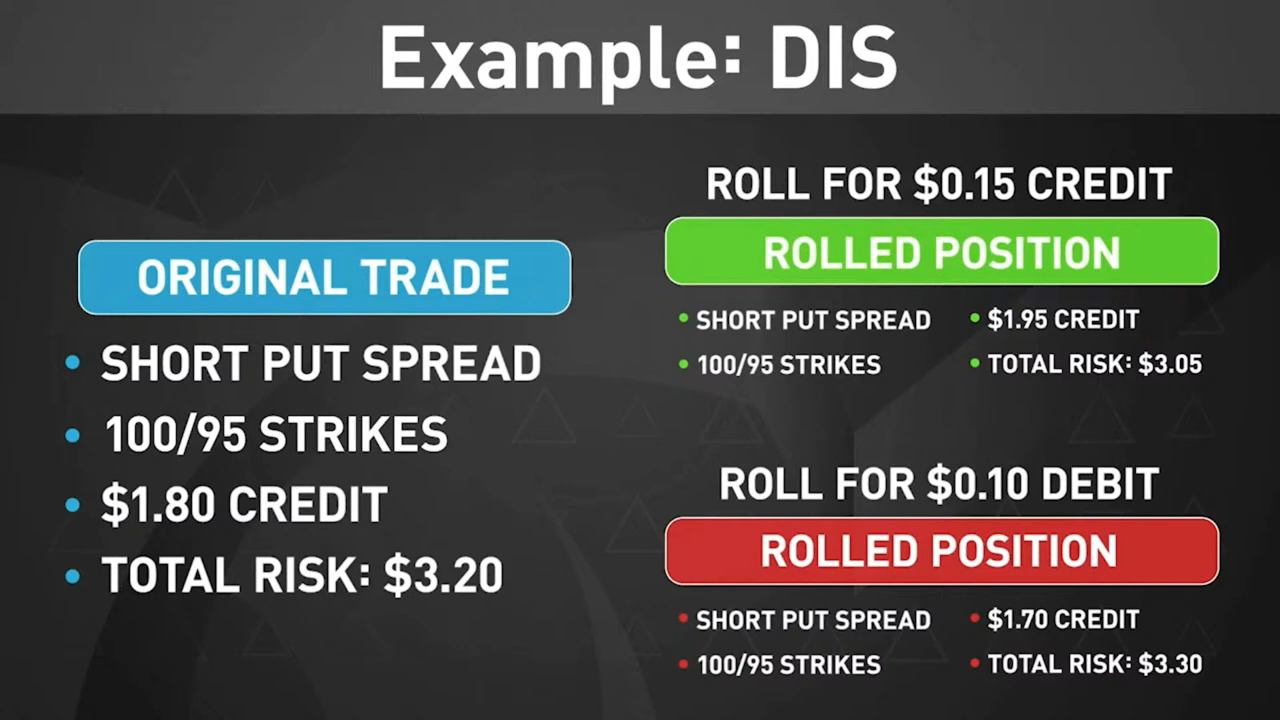 Example: DIS
ORIGINAL TRADE
• SHORT PUT SPREAD
• 100/95 STRIKES
• $1.80 CREDIT
• TOTAL RISK: $3.20
ROLL FOR $0.15 CREDIT
ROLLED POSITION
• SHORT PUT SPREAD
• 100/95 STRIKES
• $1.95 CREDIT
• TOTAL RISK: $3.05
ROLL FOR $0.10 DEBIT
ROLLED POSITION
• SHORT PUT SPREAD
• 100/95 STRIKES
• $1.70 CREDIT
• TOTAL RISK: $3.30